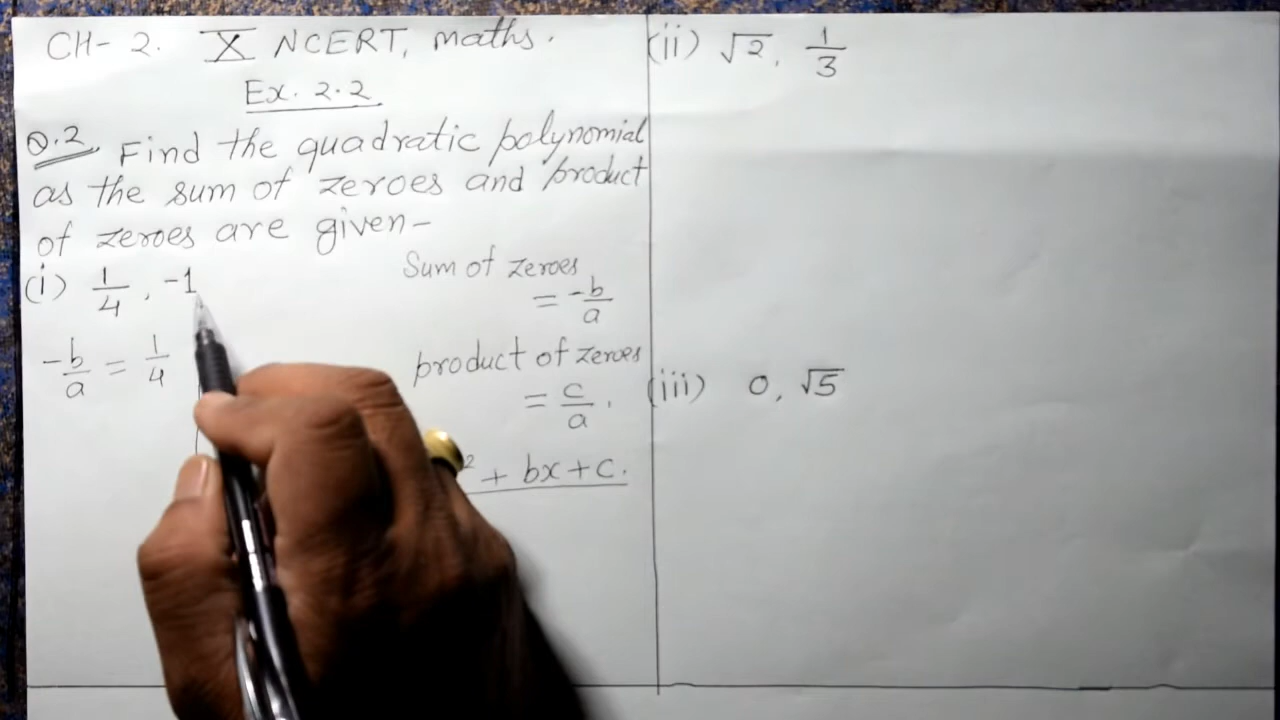 CH- 2. X NCERT, maths.
Ex. 2.2
Q.2. Find the quadratic polynomial
as the sum of zeroes and product
of zeroes are given-
(i) 1/4, -1
-b/a = 1/4
Sum of zeroes
= -b/a
product of zeroes
= c/a.
² + bx + c.
(ii) √2, 1/3
(iii) 0, √5